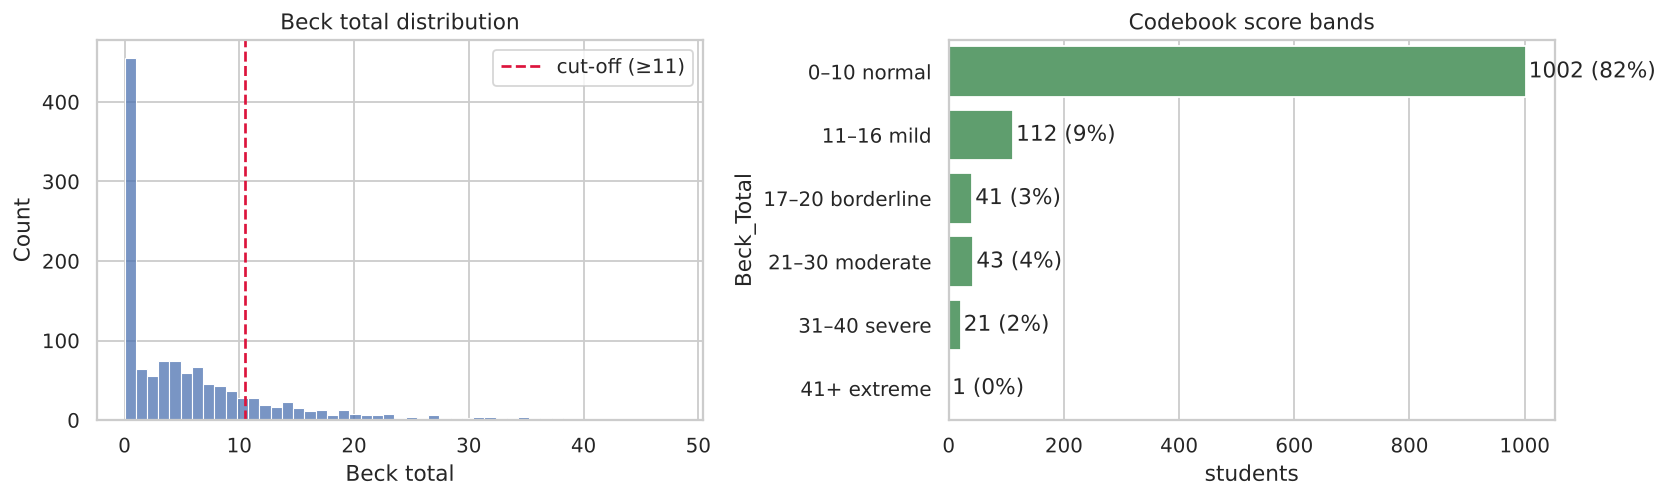 Beck total distribution
cut-off (≥11)
Count
400
300
200
100
0
0 10 20 30 40 50
Beck total
Codebook score bands
Beck_Total
0–10 normal 1002 (82%)
11–16 mild 112 (9%)
17–20 borderline 41 (3%)
21–30 moderate 43 (4%)
31–40 severe 21 (2%)
41+ extreme 1 (0%)
0 200 400 600 800 1000
students